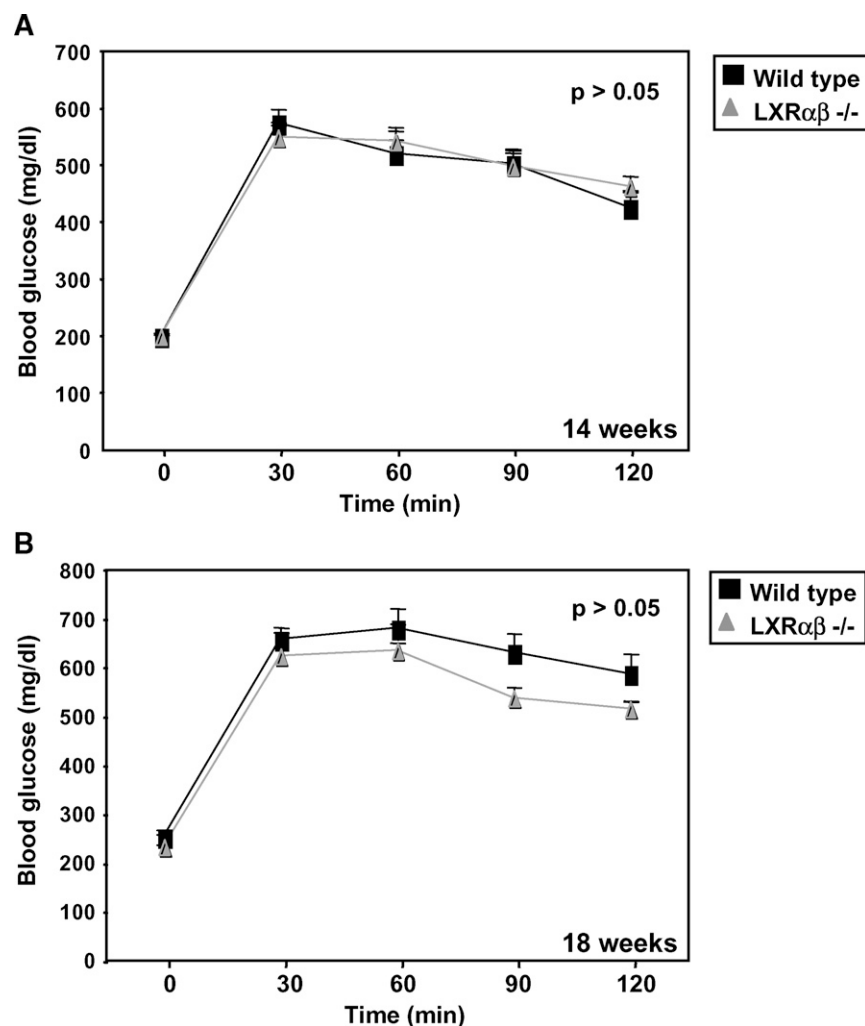 A
700
600
500
400
300
200
100
0
Blood glucose (mg/dl)
p > 0.05
14 weeks
0 30 60 90 120
Time (min)
Wild type
LXRαβ -/-
B
800
700
600
500
400
300
200
100
0
Blood glucose (mg/dl)
p > 0.05
18 weeks
0 30 60 90 120
Time (min)
Wild type
LXRαβ -/-